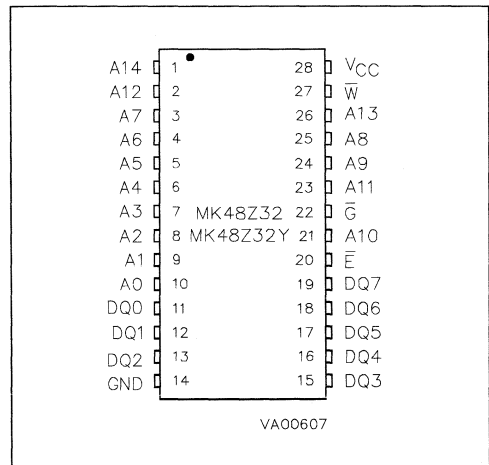 A14 1 28 VCC
A12 2 27 W̅
A7 3 26 A13
A6 4 25 A8
A5 5 24 A9
A4 6 23 A11
A3 7 MK48Z32 22 G̅
A2 8 MK48Z32Y 21 A10
A1 9 20 E̅
A0 10 19 DQ7
DQ0 11 18 DQ6
DQ1 12 17 DQ5
DQ2 13 16 DQ4
GND 14 15 DQ3
VA00607